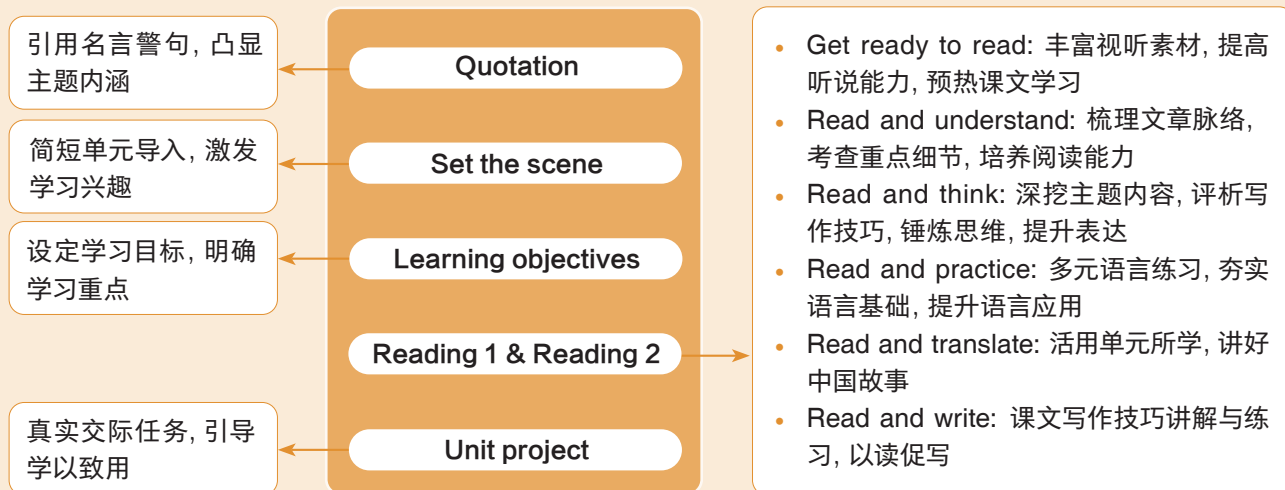 引用名言警句, 凸显
主题内涵
Quotation
简短单元导入, 激发
学习兴趣
Set the scene
设定学习目标, 明确
学习重点
Learning objectives
Reading 1 & Reading 2
• Get ready to read: 丰富视听素材, 提高
听说能力, 预热课文学习
• Read and understand: 梳理文章脉络,
考查重点细节, 培养阅读能力
• Read and think: 深挖主题内容, 评析写
作技巧, 锤炼思维, 提升表达
• Read and practice: 多元语言练习, 夯实
语言基础, 提升语言应用
• Read and translate: 活用单元所学, 讲好
中国故事
• Read and write: 课文写作技巧讲解与练
习, 以读促写
真实交际任务, 引导
学以致用
Unit project